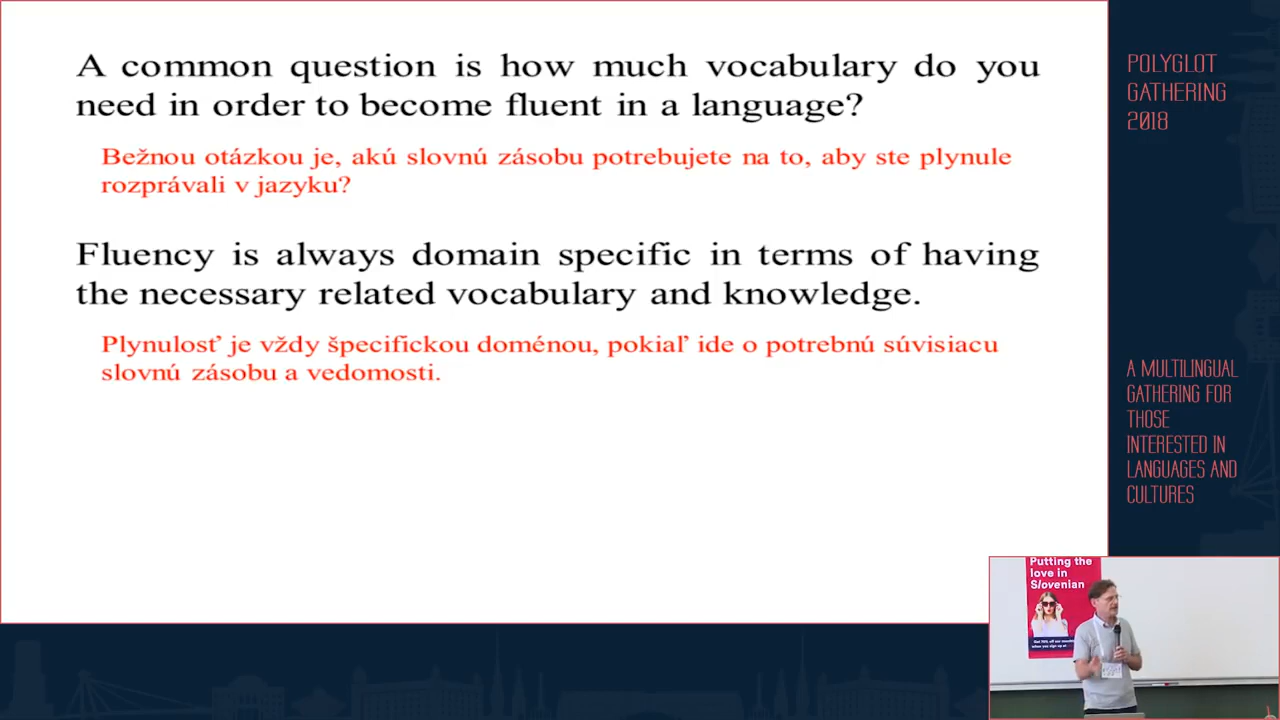 A common question is how much vocabulary do you
need in order to become fluent in a language?
Bežnou otázkou je, akú slovnú zásobu potrebujete na to, aby ste plynule
rozprávali v jazyku?
Fluency is always domain specific in terms of having
the necessary related vocabulary and knowledge.
Plynulosť je vždy špecifickou doménou, pokiaľ ide o potrebnú súvisiacu
slovnú zásobu a vedomosti.
POLYGLOT
GATHERING
2018
A MULTILINGUAL
GATHERING FOR
THOSE
INTERESTED IN
LANGUAGES AND
CULTURES
Putting the
love in
Slovenian